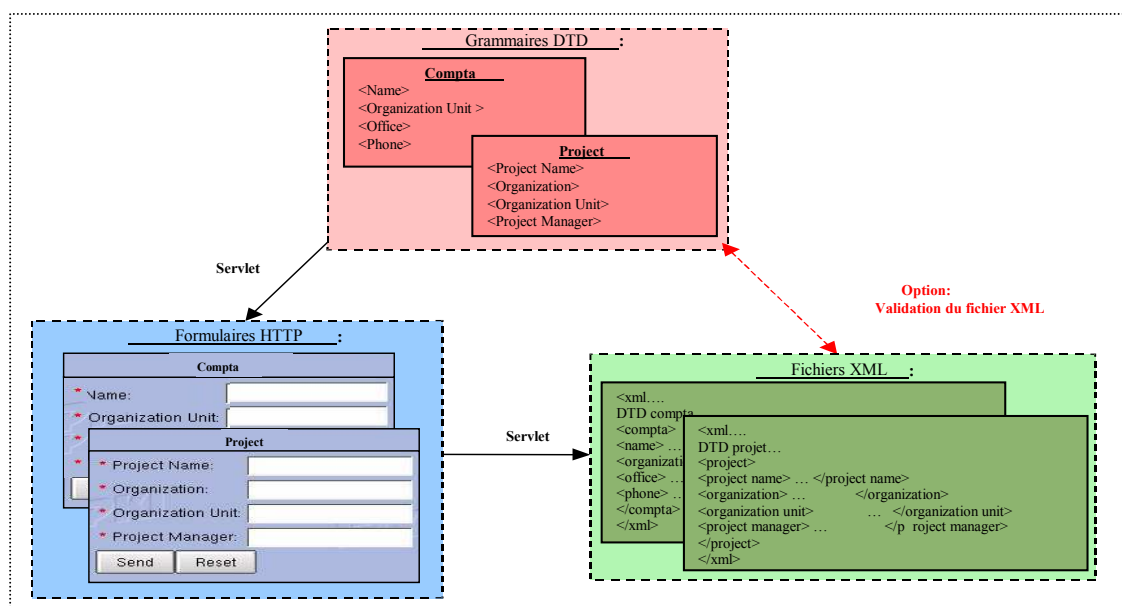 Grammaires DTD :
Compta
<Name>
<Organization Unit >
<Office>
<Phone>
Project
<Project Name>
<Organization>
<Organization Unit>
<Project Manager>
Servlet
Option:
Validation du fichier XML
Formulaires HTTP :
Compta
* Name:
* Organization Unit:
*
*
Project
* Project Name:
* Organization:
* Organization Unit:
* Project Manager:
Send Reset
Servlet
Fichiers XML :
<xml….
DTD compta
<compta>
<name> …
<organizati
<office> …
<phone> …
</compta>
</xml>
<xml….
DTD projet…
<project>
<project name> … </project name>
<organization> … </organization>
<organization unit> … </organization unit>
<project manager> … </p roject manager>
</project>
</xml>